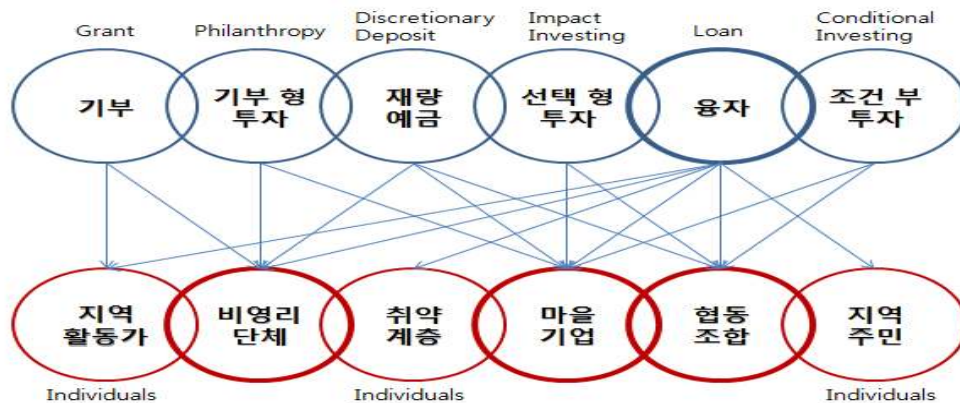 Grant
Philanthropy
Discretionary
Deposit
Impact
Investing
Loan
Conditional
Investing
기부
기부 형
투자
재량
예금
선택 형
투자
융자
조건 부
투자
지역
활동가
비영리
단체
취약
계층
마을
기업
협동
조합
지역
주민
Individuals
Individuals
Individuals